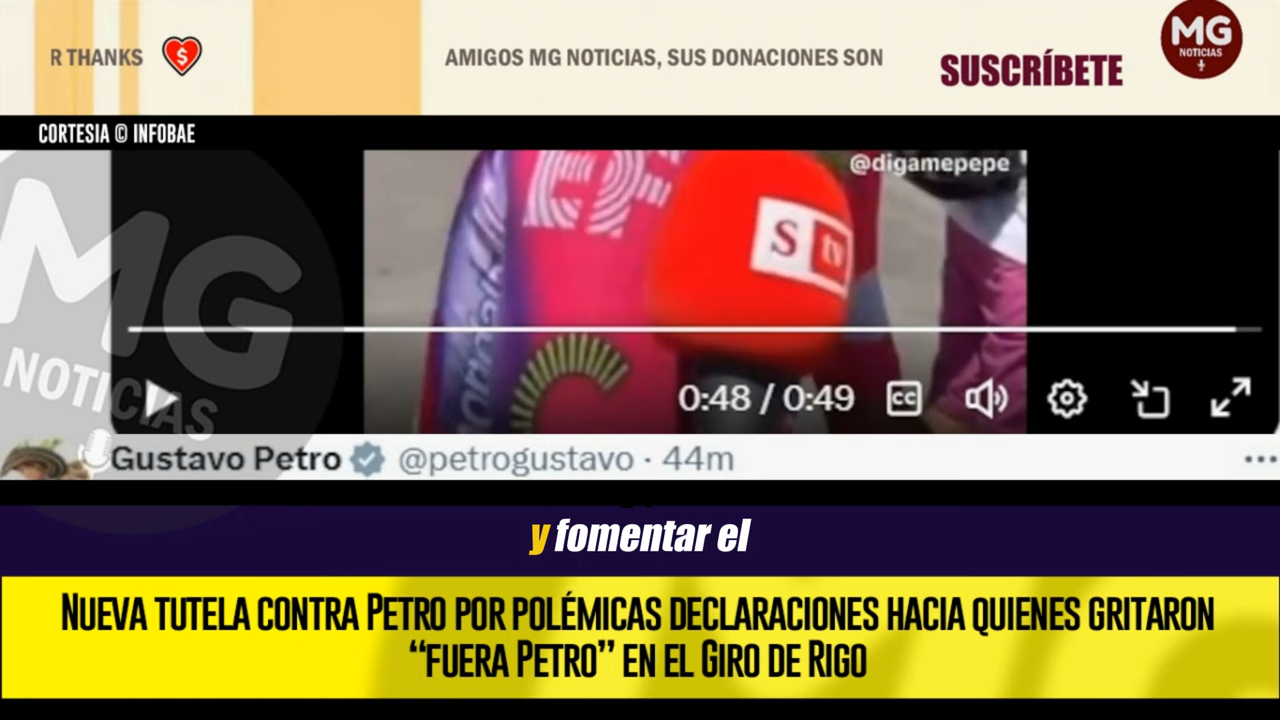 R THANKS
AMIGOS MG NOTICIAS, SUS DONACIONES SON
SUSCRÍBETE
MG
NOTICIAS
CORTESIA © INFOBAE
@digamepepe
EF
S tv
MG
NOTICIAS
0:48 / 0:49
CC
Gustavo Petro @petrogustavo · 44m
y fomentar el
NUEVA TUTELA CONTRA PETRO POR POLÉMICAS DECLARACIONES HACIA QUIENES GRITARON
“FUERA PETRO” EN EL GIRO DE RIGO